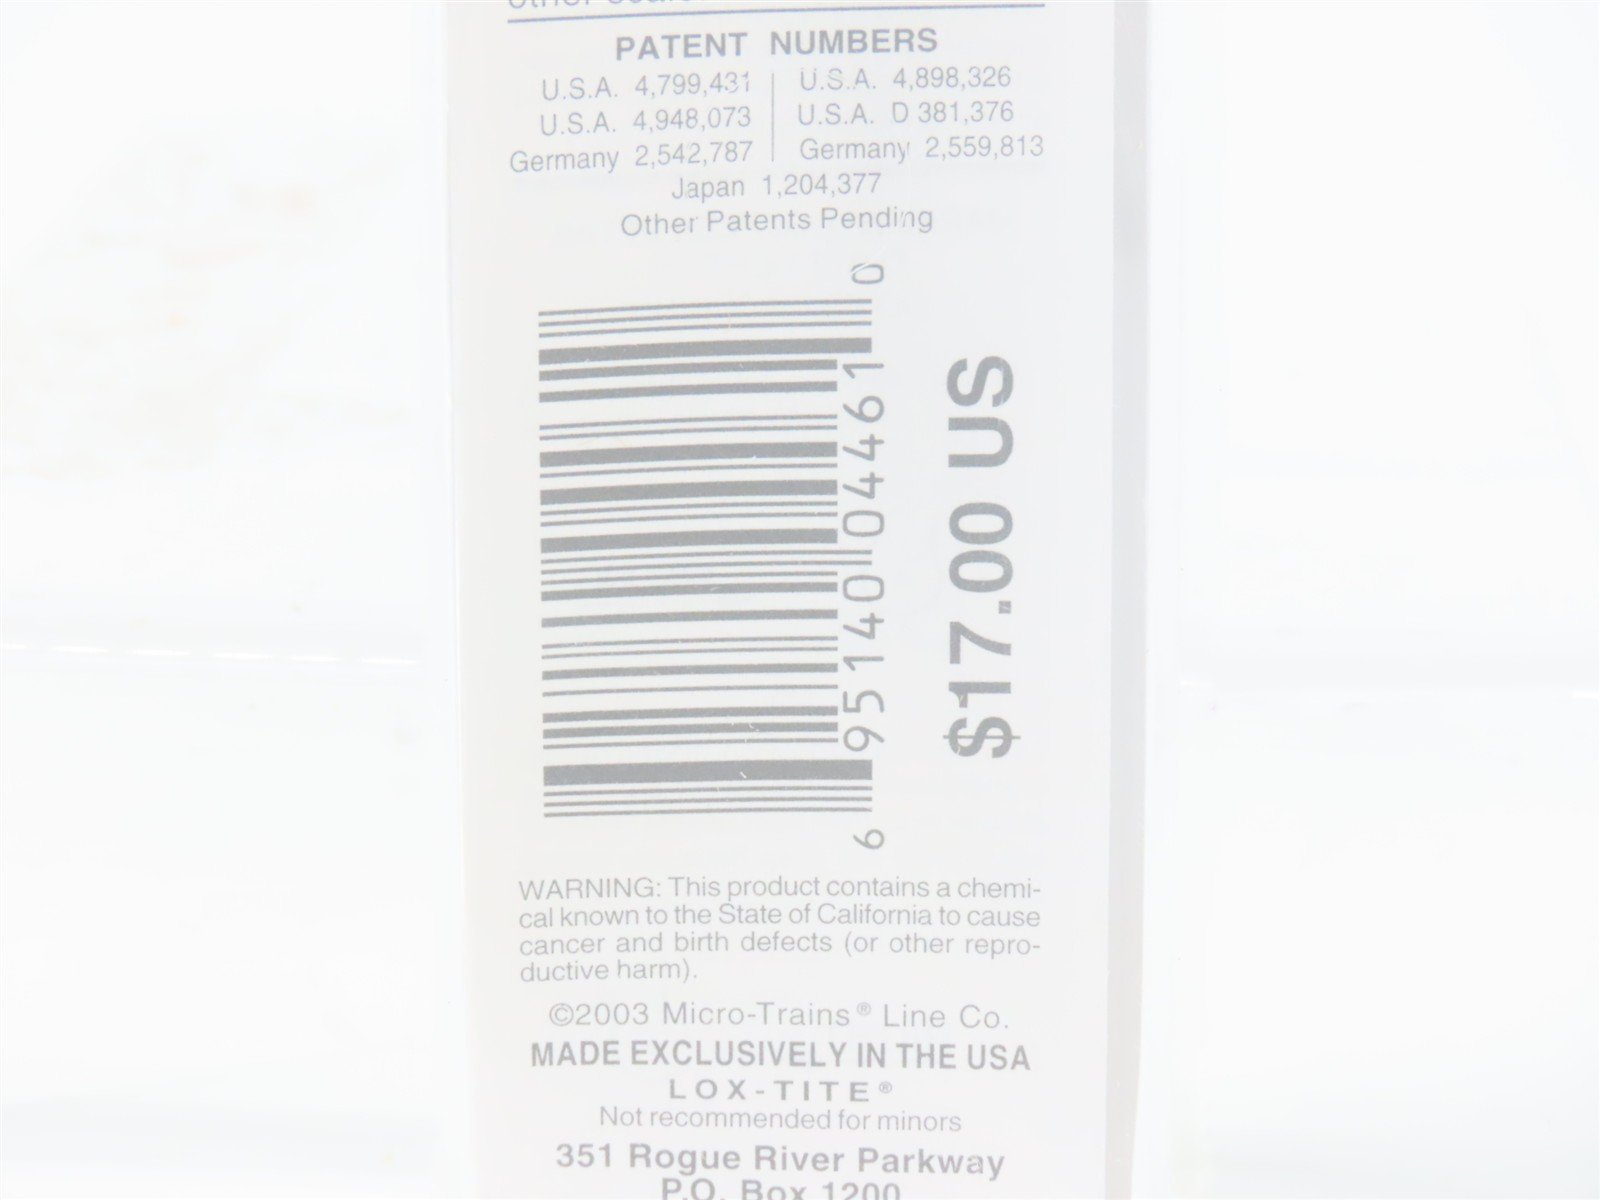 PATENT NUMBERS
U.S.A. 4,799,431 U.S.A. 4,898,326
U.S.A. 4,948,073 U.S.A. D 381,376
Germany 2,542,787 Germany 2,559,813
Japan 1,204,377
Other Patents Pending
6 95140 04461 0
$17.00 US
WARNING: This product contains a chemi-
cal known to the State of California to cause
cancer and birth defects (or other repro-
ductive harm).
©2003 Micro-Trains® Line Co.
MADE EXCLUSIVELY IN THE USA
LOX-TITE®
Not recommended for minors
351 Rogue River Parkway
P.O. Box 1200